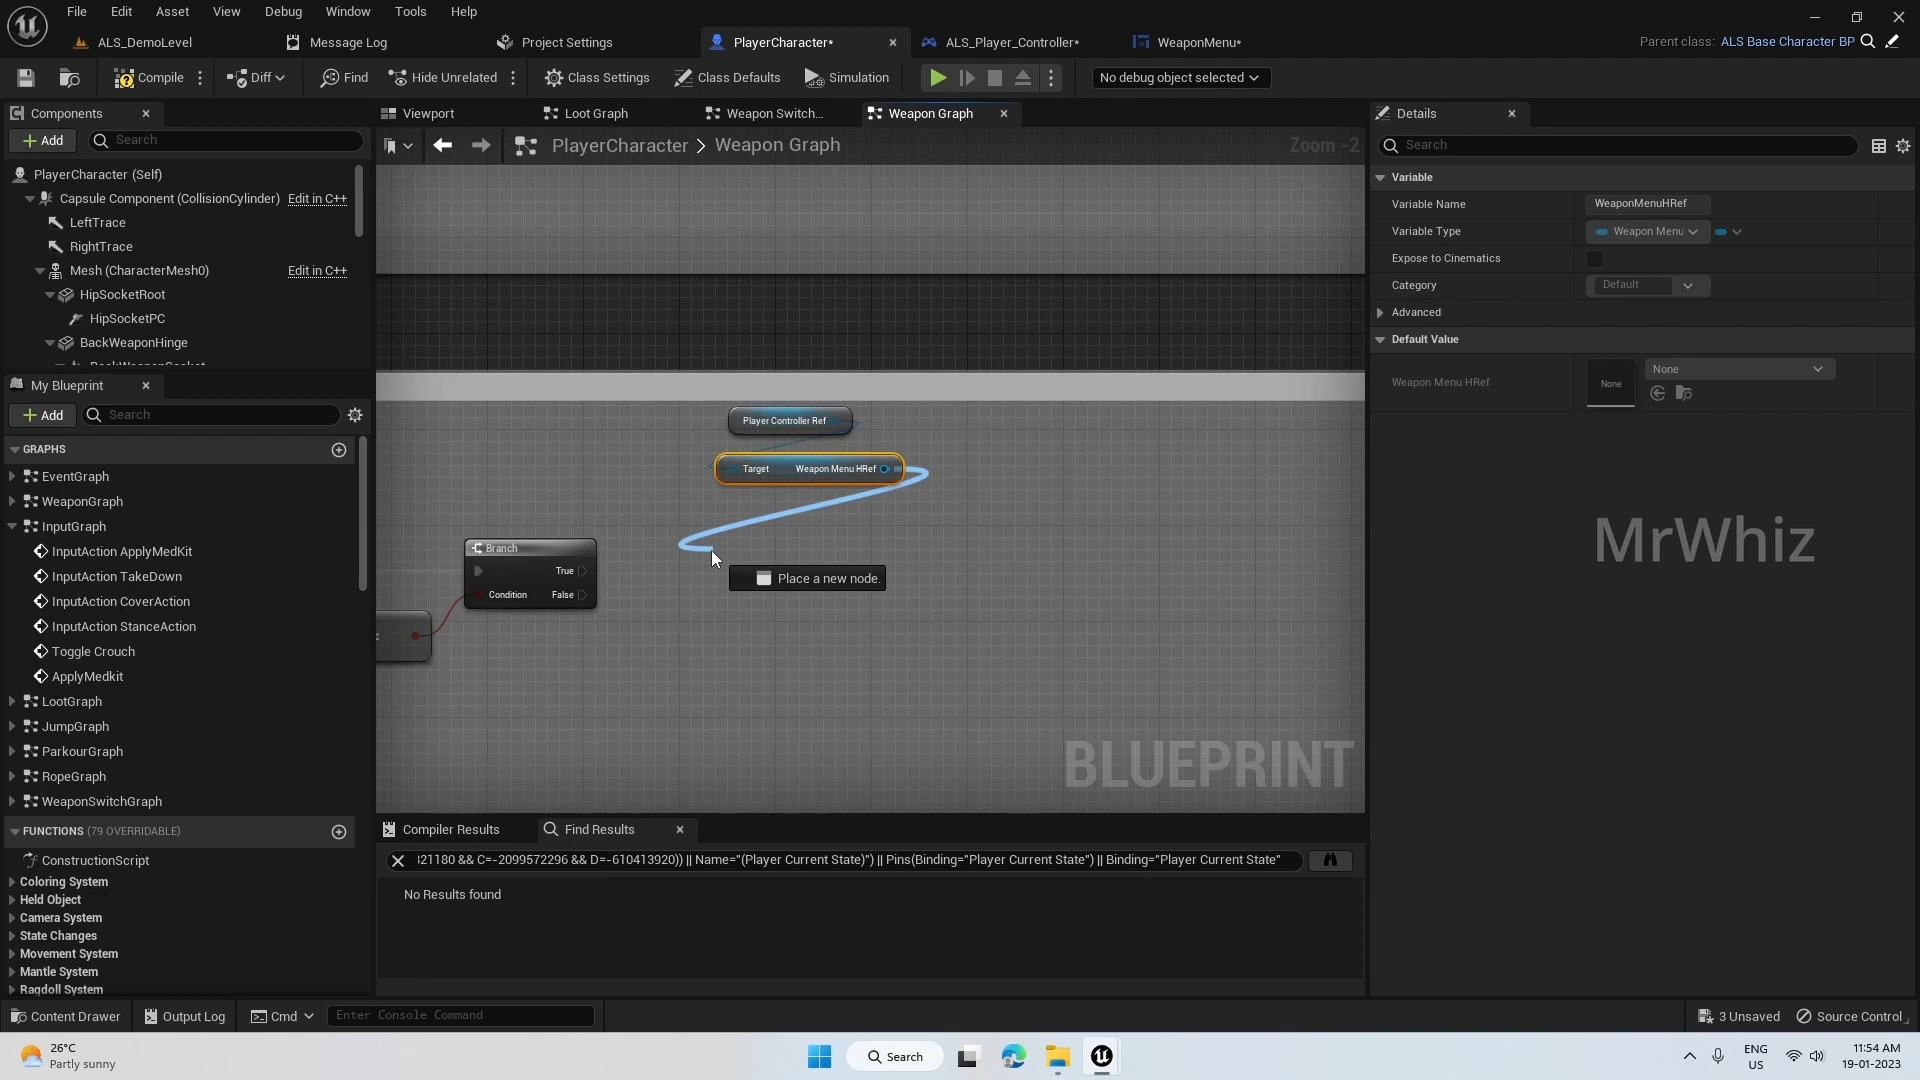 File Edit Asset View Debug Window Tools Help
ALS_DemoLevel Message Log Project Settings PlayerCharacter* ALS_Player_Controller* WeaponMenu* Parent class: ALS Base Character BP
Compile Diff Find Hide Unrelated Class Settings Class Defaults Simulation No debug object selected
Components
Add Search
PlayerCharacter (Self)
Capsule Component (CollisionCylinder) Edit in C++
LeftTrace
RightTrace
Mesh (CharacterMesh0) Edit in C++
HipSocketRoot
HipSocketPC
BackWeaponHinge
My Blueprint
Add Search
GRAPHS
EventGraph
WeaponGraph
InputGraph
InputAction ApplyMedKit
InputAction TakeDown
InputAction CoverAction
InputAction StanceAction
Toggle Crouch
ApplyMedkit
LootGraph
JumpGraph
ParkourGraph
RopeGraph
WeaponSwitchGraph
FUNCTIONS (79 OVERRIDABLE)
ConstructionScript
Coloring System
Held Object
Camera System
State Changes
Movement System
Mantle System
Ragdoll System
Viewport Loot Graph Weapon Switch... Weapon Graph
PlayerCharacter > Weapon Graph Zoom -2
Player Controller Ref
Target Weapon Menu HRef
Branch
True
Condition False
Place a new node.
BLUEPRINT
Compiler Results Find Results
321180 && C=-2099572296 && D=-610413920)) || Name="(Player Current State)") || Pins(Binding="Player Current State") || Binding="Player Current State"
No Results found
Details
Search
Variable
Variable Name WeaponMenuHRef
Variable Type Weapon Menu
Expose to Cinematics
Category Default
Advanced
Default Value
Weapon Menu HRef None None
MrWhiz
Content Drawer Output Log Cmd Enter Console Command 3 Unsaved Source Control
26°C
Partly sunny
Search
ENG
US
11:54 AM
19-01-2023